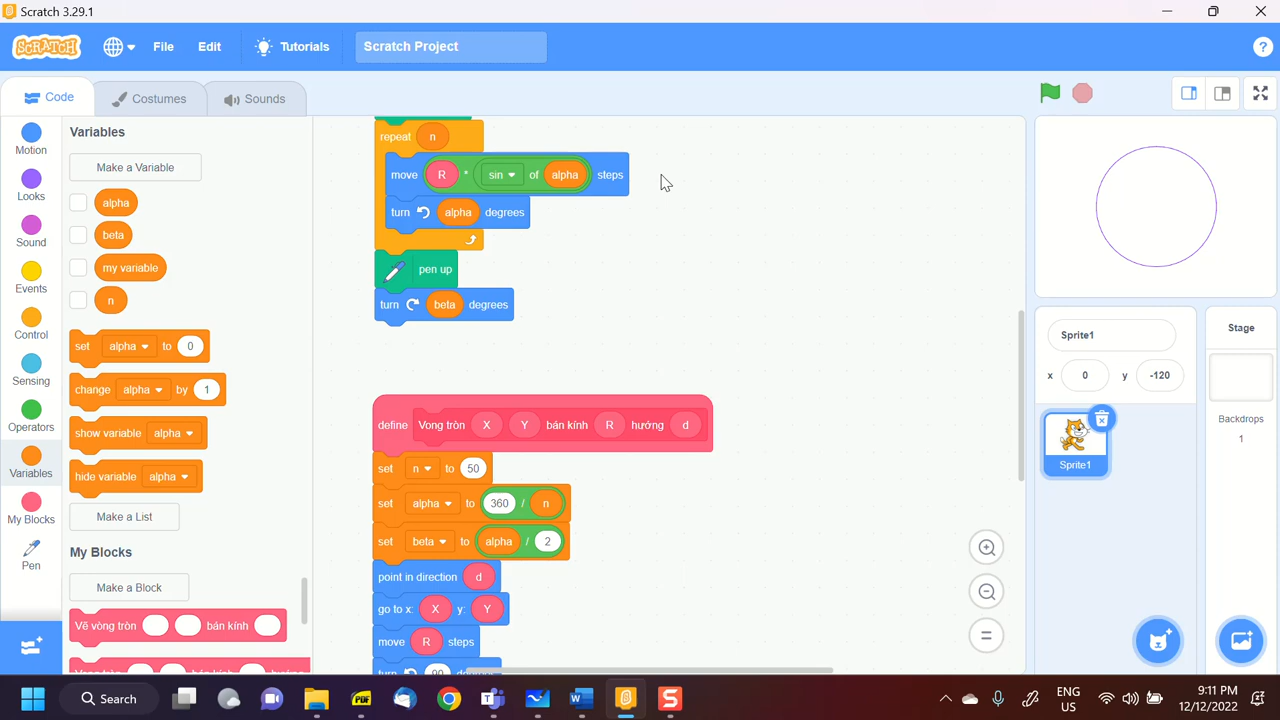 Scratch 3.29.1
SCRATCH File Edit Tutorials Scratch Project ?
Code Costumes Sounds
Motion
Looks
Sound
Events
Control
Sensing
Operators
Variables
My Blocks
Pen
Variables
Make a Variable
alpha
beta
my variable
n
set alpha to 0
change alpha by 1
show variable alpha
hide variable alpha
Make a List
My Blocks
Make a Block
Vẽ vòng tròn bán kính
repeat n
move R * sin of alpha steps
turn alpha degrees
pen up
turn beta degrees
define Vong tròn X Y bán kính R hướng d
set n to 50
set alpha to 360 / n
set beta to alpha / 2
point in direction d
go to x: X y: Y
move R steps
Sprite1
x 0 y -120
Sprite1
Stage
Backdrops
1
Search
PDF
ENG
US
9:11 PM
12/12/2022